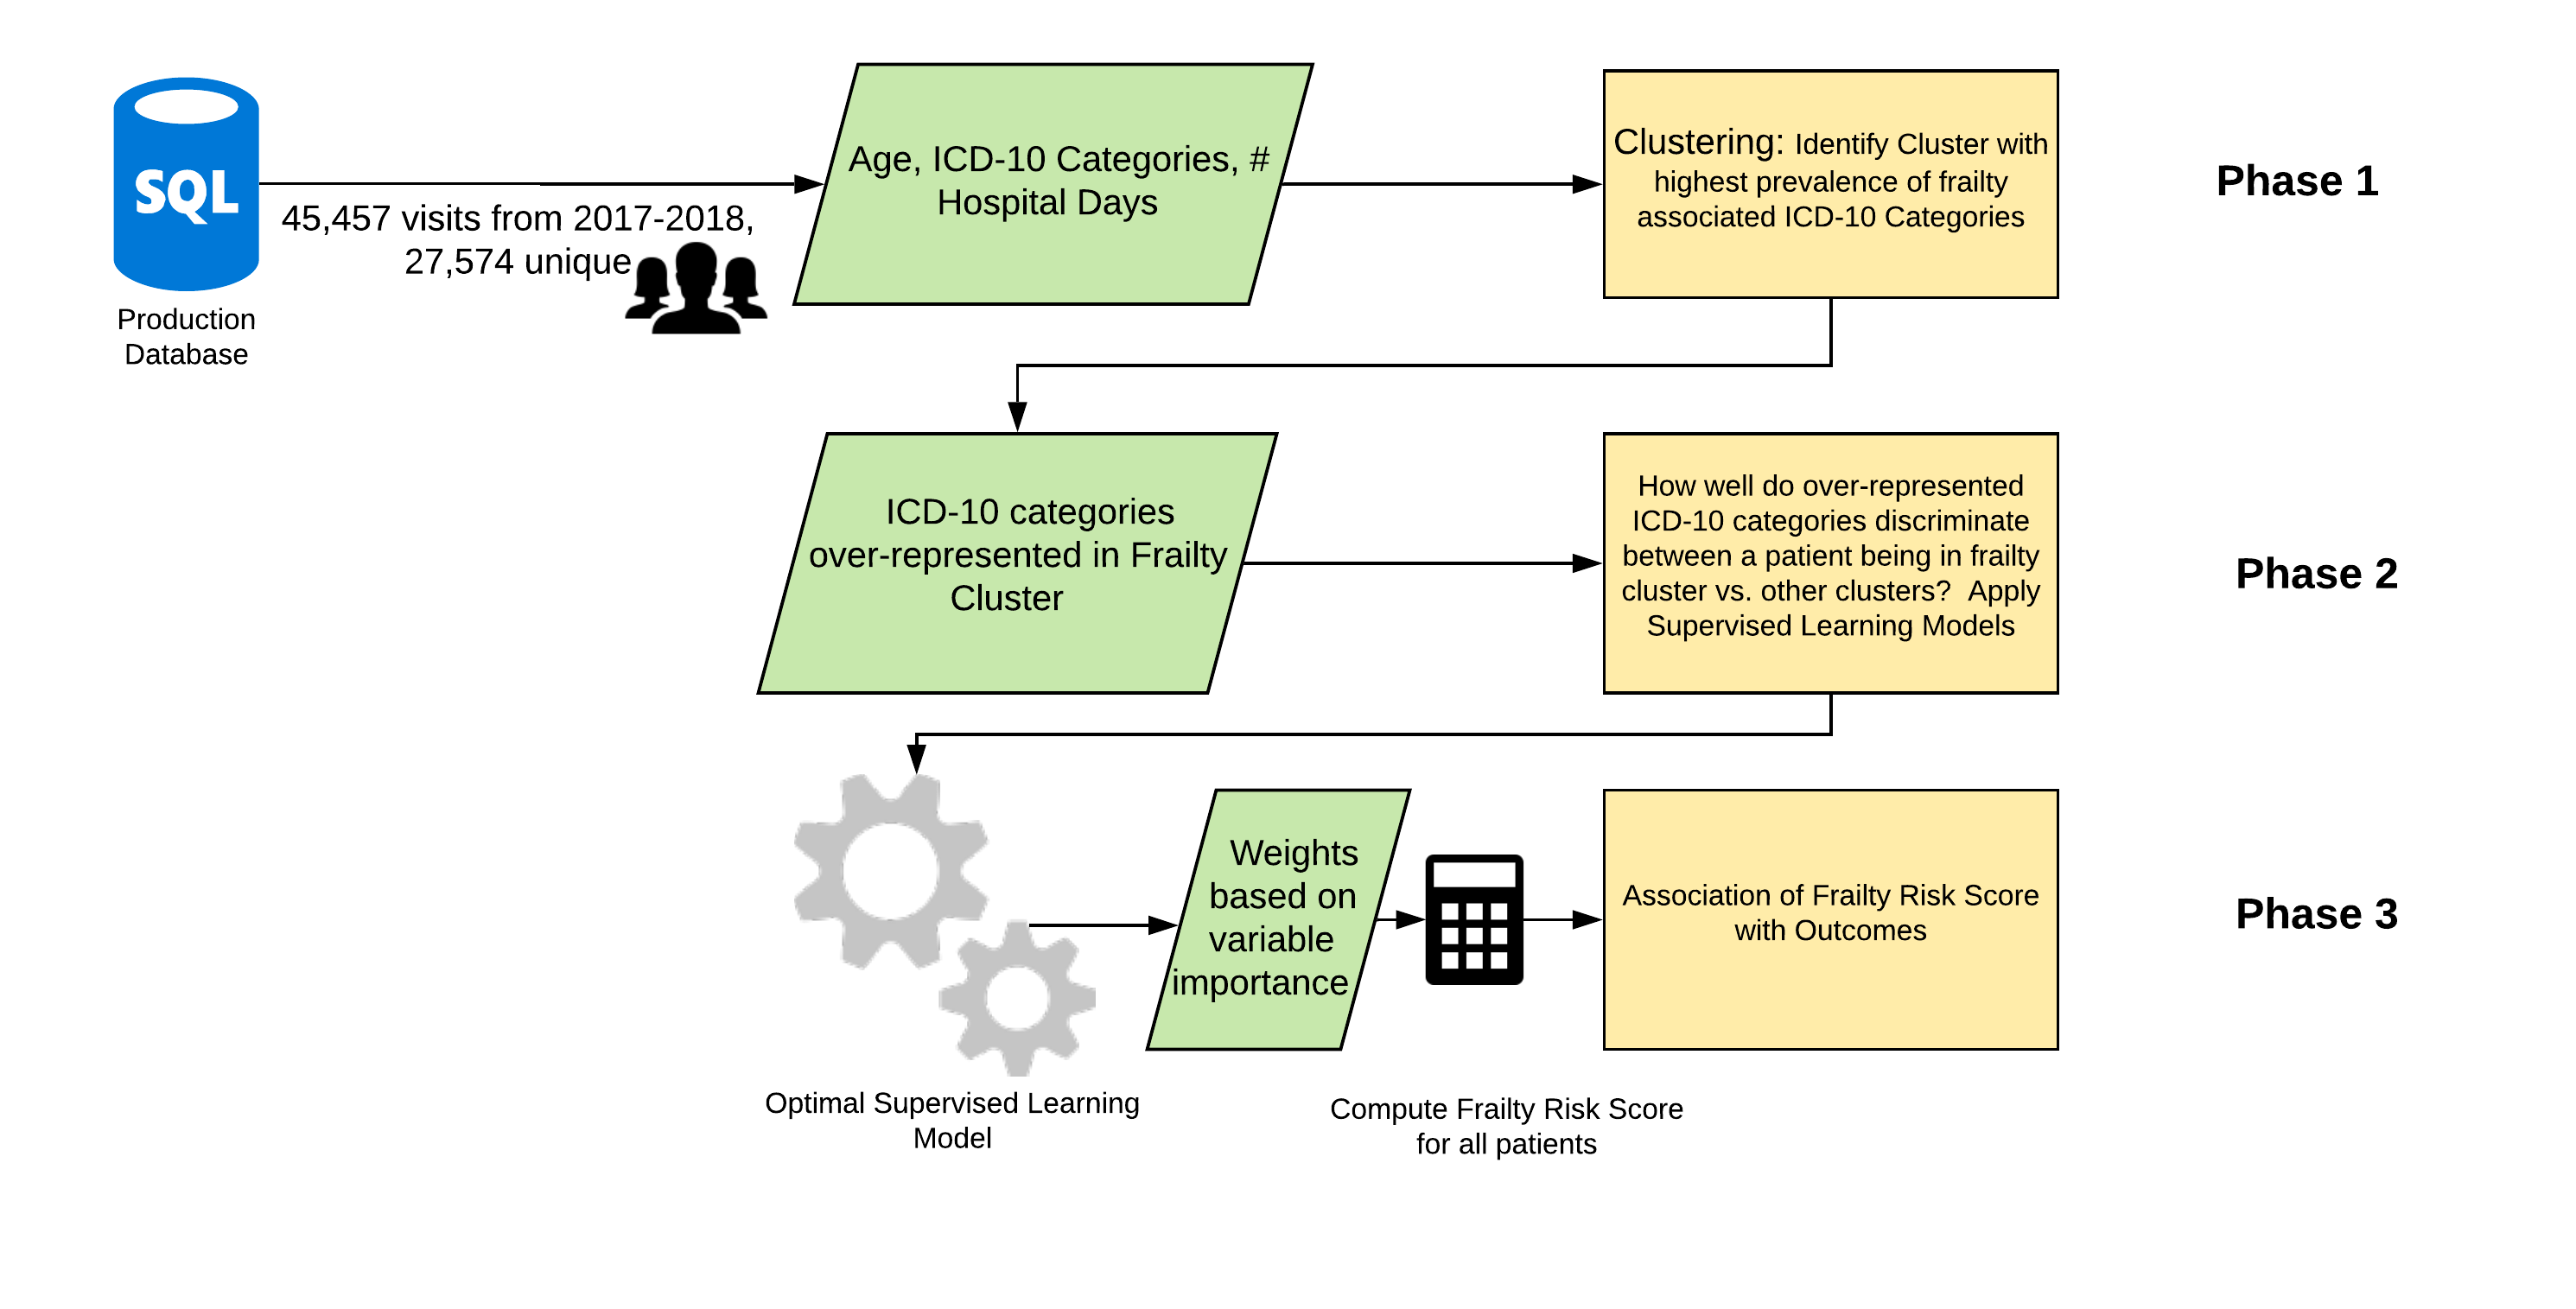 SQL
Production
Database
45,457 visits from 2017-2018,
27,574 unique
Age, ICD-10 Categories, #
Hospital Days
Clustering: Identify Cluster with
highest prevalence of frailty
associated ICD-10 Categories
Phase 1
ICD-10 categories
over-represented in Frailty
Cluster
How well do over-represented
ICD-10 categories discriminate
between a patient being in frailty
cluster vs. other clusters? Apply
Supervised Learning Models
Phase 2
Optimal Supervised Learning
Model
Weights
based on
variable
importance
Compute Frailty Risk Score
for all patients
Association of Frailty Risk Score
with Outcomes
Phase 3